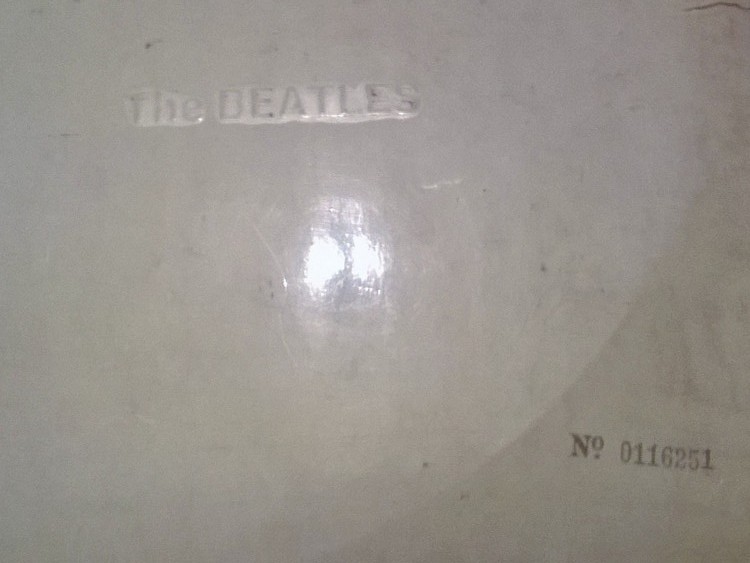 The BEATLES
Nº 0116251